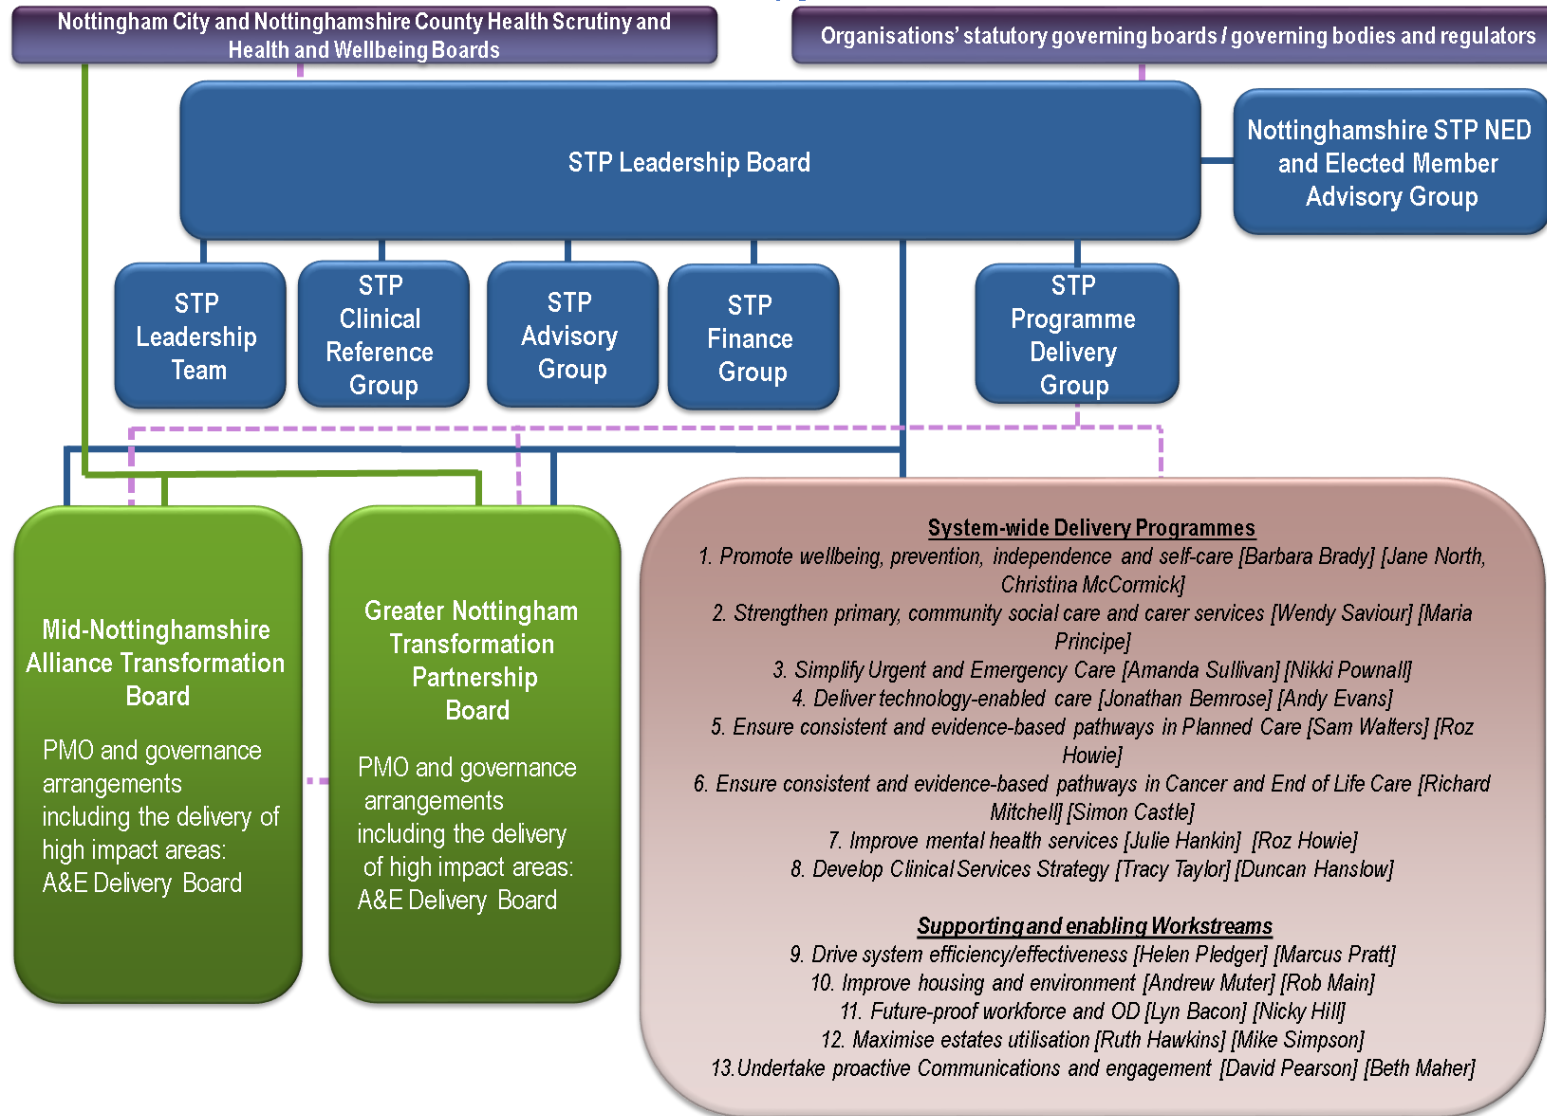 Nottingham City and Nottinghamshire County Health Scrutiny and
Health and Wellbeing Boards
Organisations' statutory governing boards / governing bodies and regulators
STP Leadership Board
Nottinghamshire STP NED
and Elected Member
Advisory Group
STP
Leadership
Team
STP
Clinical
Reference
Group
STP
Advisory
Group
STP
Finance
Group
STP
Programme
Delivery
Group
Mid-Nottinghamshire
Alliance Transformation
Board
PMO and governance
arrangements
including the delivery of
high impact areas:
A&E Delivery Board
Greater Nottingham
Transformation
Partnership
Board
PMO and governance
arrangements
including the delivery
of high impact areas:
A&E Delivery Board
System-wide Delivery Programmes
1. Promote wellbeing, prevention, independence and self-care [Barbara Brady] [Jane North,
Christina McCormick]
2. Strengthen primary, community social care and carer services [Wendy Saviour] [Maria
Principe]
3. Simplify Urgent and Emergency Care [Amanda Sullivan] [Nikki Pownall]
4. Deliver technology-enabled care [Jonathan Bemrose] [Andy Evans]
5. Ensure consistent and evidence-based pathways in Planned Care [Sam Walters] [Roz
Howie]
6. Ensure consistent and evidence-based pathways in Cancer and End of Life Care [Richard
Mitchell] [Simon Castle]
7. Improve mental health services [Julie Hankin] [Roz Howie]
8. Develop Clinical Services Strategy [Tracy Taylor] [Duncan Hanslow]
Supporting and enabling Workstreams
9. Drive system efficiency/effectiveness [Helen Pledger] [Marcus Pratt]
10. Improve housing and environment [Andrew Muter] [Rob Main]
11. Future-proof workforce and OD [Lyn Bacon] [Nicky Hill]
12. Maximise estates utilisation [Ruth Hawkins] [Mike Simpson]
13.Undertake proactive Communications and engagement [David Pearson] [Beth Maher]